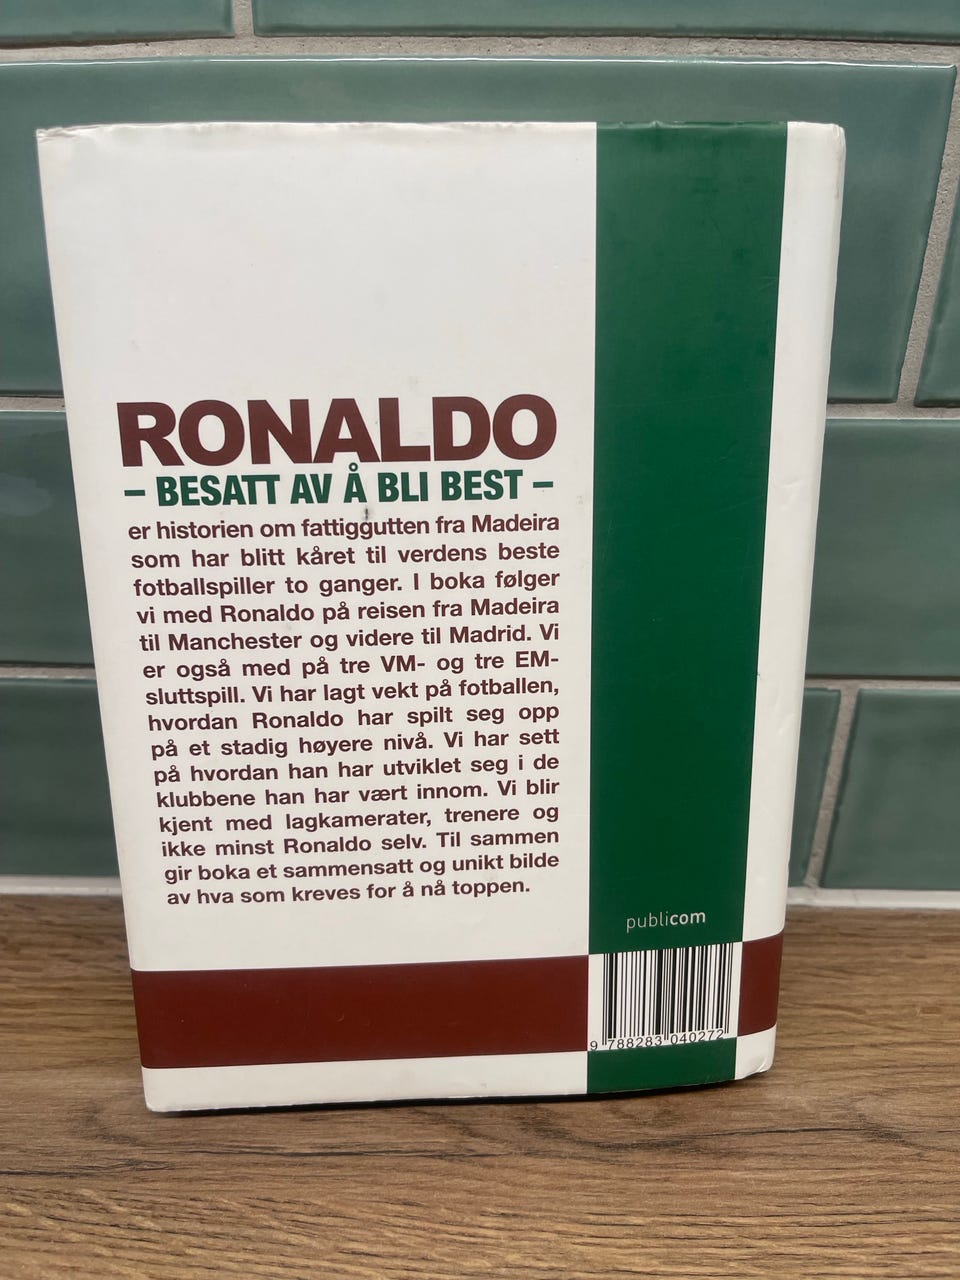 RONALDO
– BESATT AV Å BLI BEST –
er historien om fattiggutten fra Madeira
som har blitt kåret til verdens beste
fotballspiller to ganger. I boka følger
vi med Ronaldo på reisen fra Madeira
til Manchester og videre til Madrid. Vi
er også med på tre VM- og tre EM-
sluttspill. Vi har lagt vekt på fotballen,
hvordan Ronaldo har spilt seg opp
på et stadig høyere nivå. Vi har sett
på hvordan han har utviklet seg i de
klubbene han har vært innom. Vi blir
kjent med lagkamerater, trenere og
ikke minst Ronaldo selv. Til sammen
gir boka et sammensatt og unikt bilde
av hva som kreves for å nå toppen.
publicom
9 788283 040272